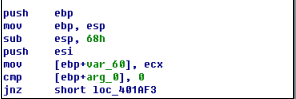 push ebp
mov ebp, esp
sub esp, 68h
push esi
mov [ebp+var_60], ecx
cmp [ebp+arg_0], 0
jnz short loc_401AF3